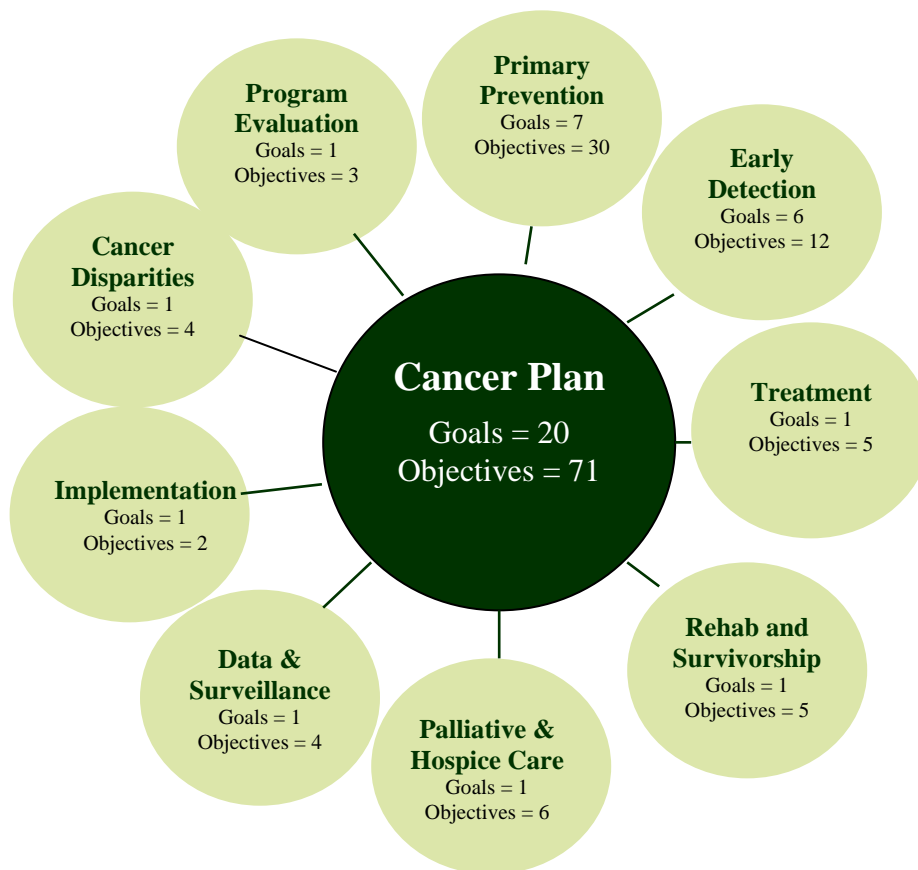 Primary
Prevention
Goals = 7
Objectives = 30
Program
Evaluation
Goals = 1
Objectives = 3
Early
Detection
Goals = 6
Objectives = 12
Cancer
Disparities
Goals = 1
Objectives = 4
Cancer Plan
Goals = 20
Objectives = 71
Treatment
Goals = 1
Objectives = 5
Implementation
Goals = 1
Objectives = 2
Rehab and
Survivorship
Goals = 1
Objectives = 5
Data &
Surveillance
Goals = 1
Objectives = 4
Palliative &
Hospice Care
Goals = 1
Objectives = 6